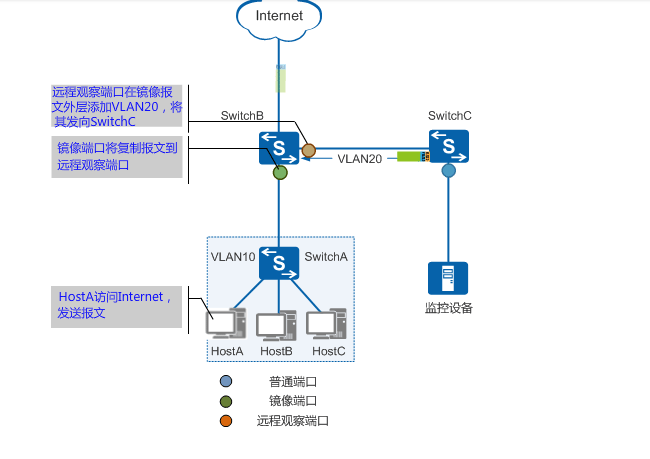 Internet
远程观察端口在镜像报
文外层添加VLAN20，将
其发向SwitchC
SwitchB
SwitchC
镜像端口将复制报文到
远程观察端口
S
S
VLAN20
VLAN10
S
SwitchA
HostA访问Internet，
发送报文
监控设备
HostA
HostB
HostC
普通端口
镜像端口
远程观察端口